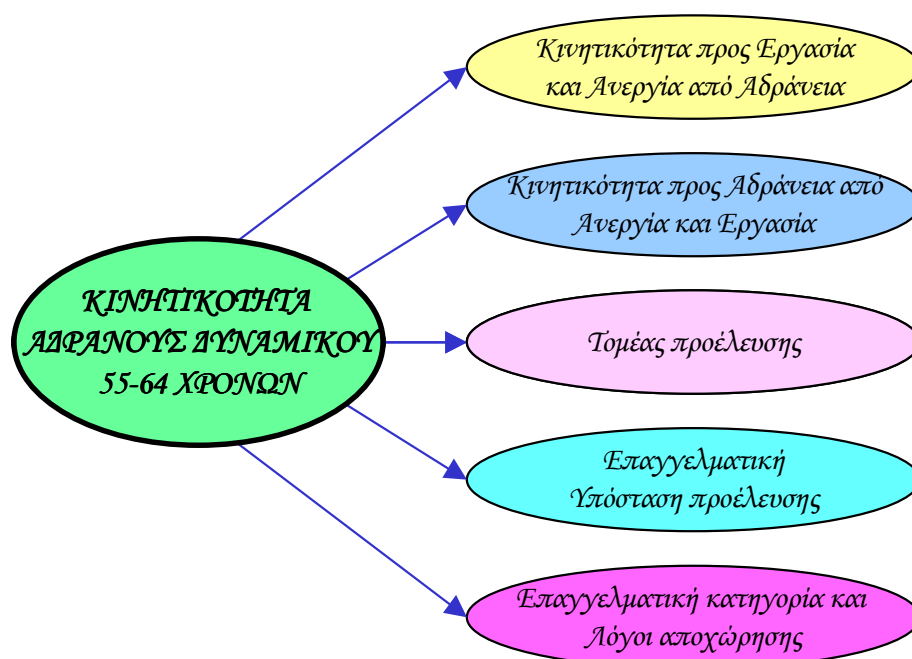 Κινητικότητα προς Εργασία
και Ανεργία από Αδράνεια
Κινητικότητα προς Αδράνεια από
Ανεργία και Εργασία
ΚΙΝΗΤΙΚΟΤΗΤΑ
ΑΔΡΑΝΟΥΣ ΔΥΝΑΜΙΚΟΥ
55-64 ΧΡΟΝΩΝ
Τομέας προέλευσης
Επαγγελματική
Υπόσταση προέλευσης
Επαγγελματική κατηγορία και
Λόγοι αποχώρησης